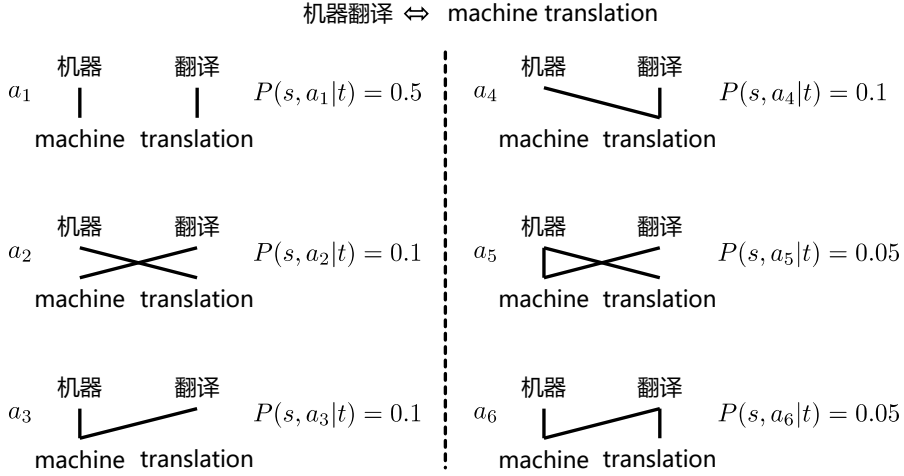 机器翻译 ⇔ machine translation
机器 翻译
a₁ P(s, a₁|t) = 0.5
machine translation
机器 翻译
a₂ P(s, a₂|t) = 0.1
machine translation
机器 翻译
a₃ P(s, a₃|t) = 0.1
machine translation
机器 翻译
a₄ P(s, a₄|t) = 0.1
machine translation
机器 翻译
a₅ P(s, a₅|t) = 0.05
machine translation
机器 翻译
a₆ P(s, a₆|t) = 0.05
machine translation